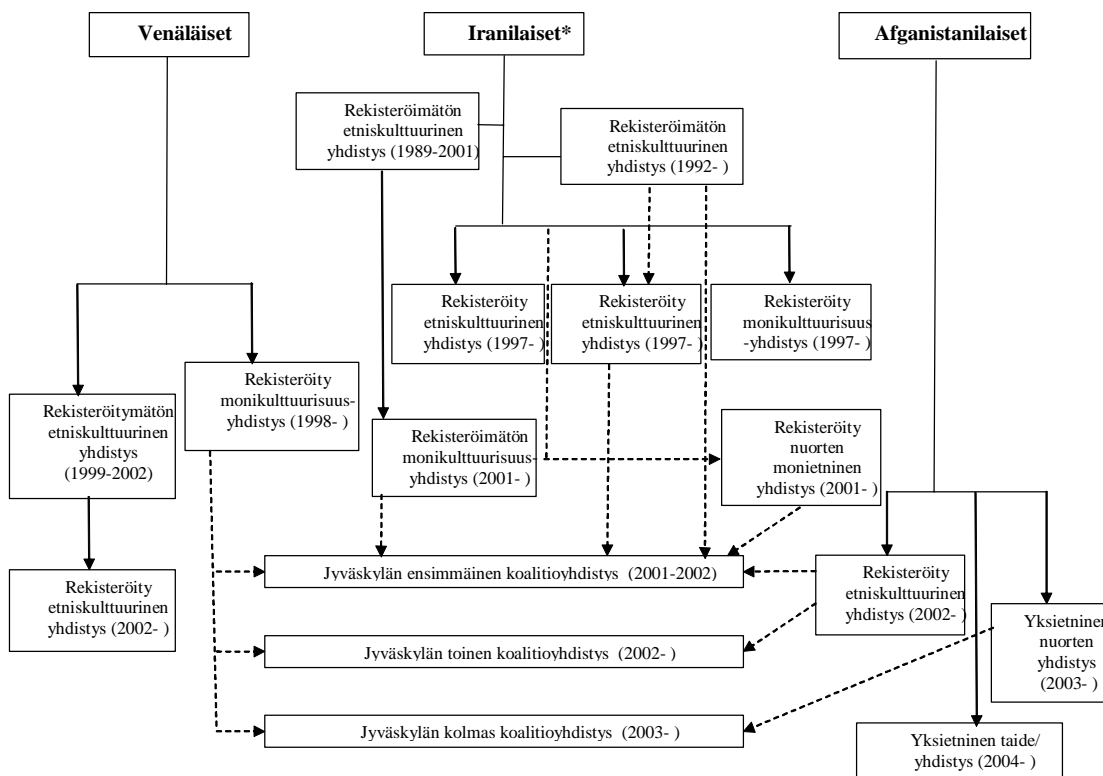 Venäläiset
Iranilaiset*
Afganistanilaiset
Rekisteröimätön
etniskulttuurinen
yhdistys (1989-2001)
Rekisteröimätön
etniskulttuurinen
yhdistys (1992- )
Rekisteröity
etniskulttuurinen
yhdistys (1997- )
Rekisteröity
etniskulttuurinen
yhdistys (1997- )
Rekisteröity
monikulttuurisuus
-yhdistys (1997- )
Rekisteröitymätön
etniskulttuurinen
yhdistys
(1999-2002)
Rekisteröity
monikulttuurisuus-
yhdistys (1998- )
Rekisteröimätön
monikulttuurisuus-
yhdistys (2001- )
Rekisteröity
nuorten
monietninen
yhdistys (2001- )
Jyväskylän ensimmäinen koalitioyhdistys (2001-2002)
Rekisteröity
etniskulttuurinen
yhdistys (2002- )
Rekisteröity
etniskulttuurinen
yhdistys (2002- )
Yksietninen
nuorten
yhdistys
(2003- )
Jyväskylän toinen koalitioyhdistys (2002- )
Jyväskylän kolmas koalitioyhdistys (2003- )
Yksietninen taide/
yhdistys (2004- )